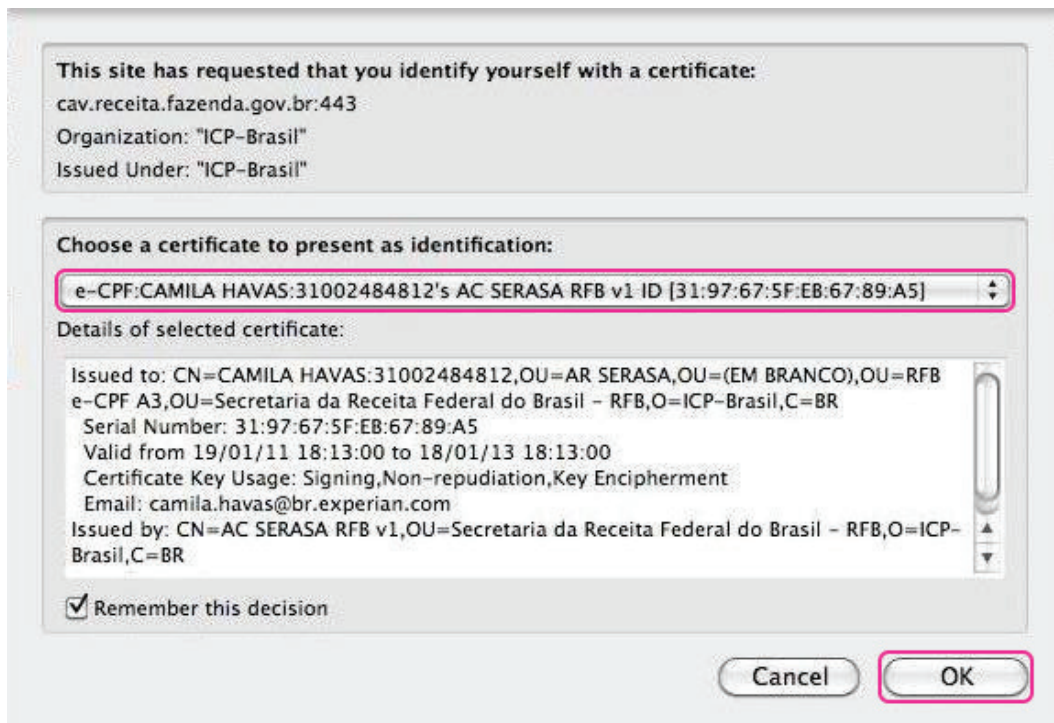 This site has requested that you identify yourself with a certificate:
cav.receita.fazenda.gov.br:443
Organization: "ICP-Brasil"
Issued Under: "ICP-Brasil"
Choose a certificate to present as identification:
e-CPF:CAMILA HAVAS:31002484812's AC SERASA RFB v1 ID [31:97:67:5F:EB:67:89:A5]
Details of selected certificate:
Issued to: CN=CAMILA HAVAS:31002484812,OU=AR SERASA,OU=(EM BRANCO),OU=RFB
e-CPF A3,OU=Secretaria da Receita Federal do Brasil - RFB,O=ICP-Brasil,C=BR
Serial Number: 31:97:67:5F:EB:67:89:A5
Valid from 19/01/11 18:13:00 to 18/01/13 18:13:00
Certificate Key Usage: Signing,Non-repudiation,Key Encipherment
Email: camila.havas@br.experian.com
Issued by: CN=AC SERASA RFB v1,OU=Secretaria da Receita Federal do Brasil - RFB,O=ICP-
Brasil,C=BR
Remember this decision
Cancel
OK